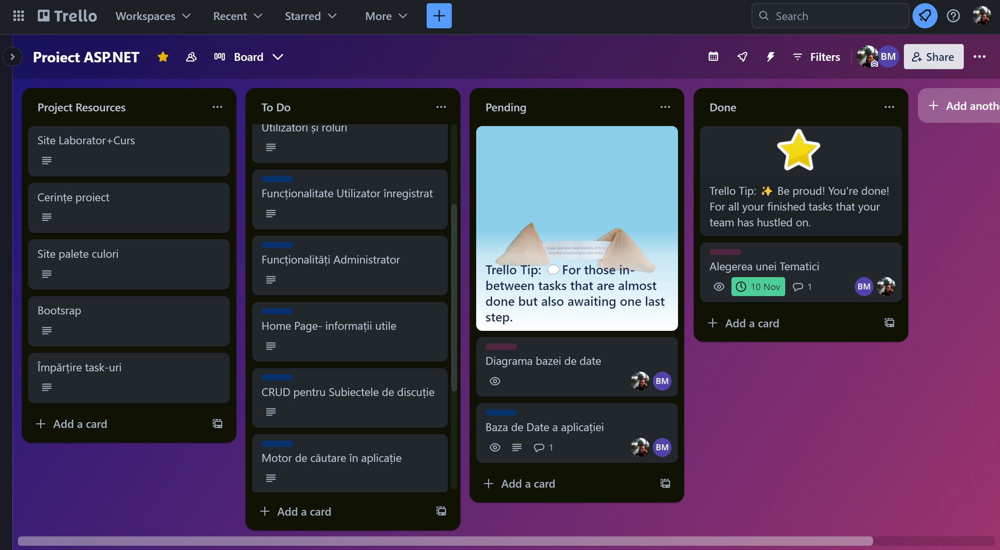 Trello
Workspaces
Recent
Starred
More
Search
Proiect ASP.NET
Board
Filters
BM
Share
Project Resources
Site Laborator+Curs
Cerințe proiect
Site palete culori
Bootsrap
Împărțire task-uri
Add a card
To Do
Utilizatori și roluri
Funcționalitate Utilizator înregistrat
Funcționalități Administrator
Home Page- informații utile
CRUD pentru Subiectele de discuție
Motor de căutare în aplicație
Add a card
Pending
A plan you have been working on for a
long time is beginning to take shape.
Trello Tip: 💬For those in-
between tasks that are almost
done but also awaiting one last
step.
Diagrama bazei de date
BM
Baza de Date a aplicației
1
BM
Add a card
Done
Trello Tip: ✨ Be proud! You're done!
For all your finished tasks that your
team has hustled on.
Alegerea unei Tematici
10 Nov
1
BM
Add a card
Add anoth